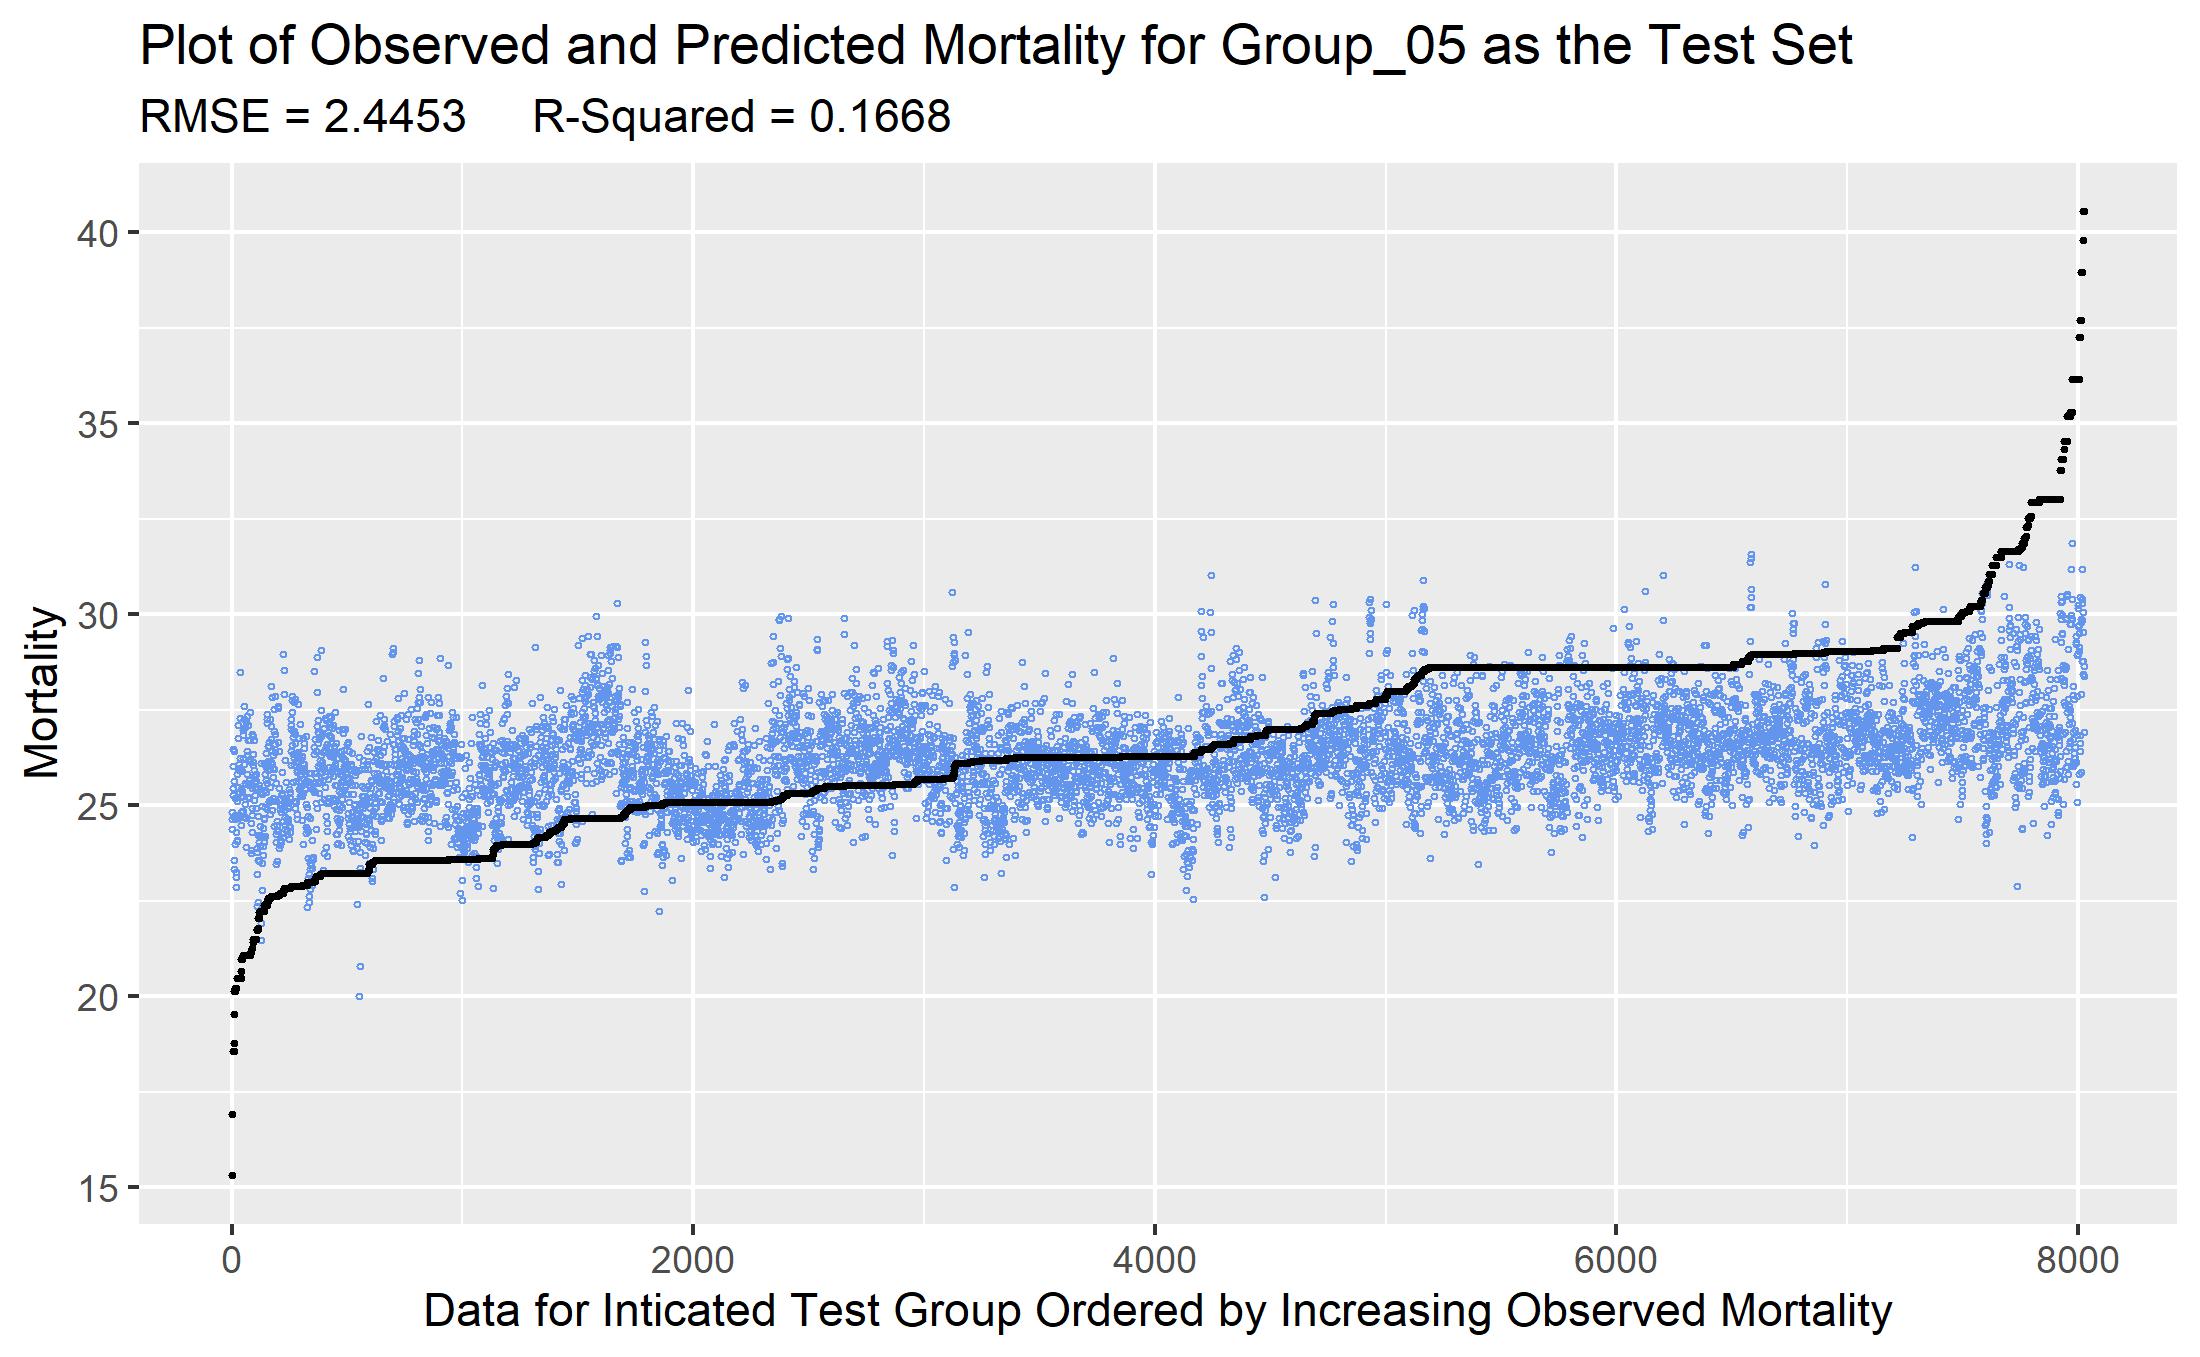 Plot of Observed and Predicted Mortality for Group_05 as the Test Set
RMSE = 2.4453 R-Squared = 0.1668
Mortality
40
35
30
25
20
15
0 2000 4000 6000 8000
Data for Inticated Test Group Ordered by Increasing Observed Mortality